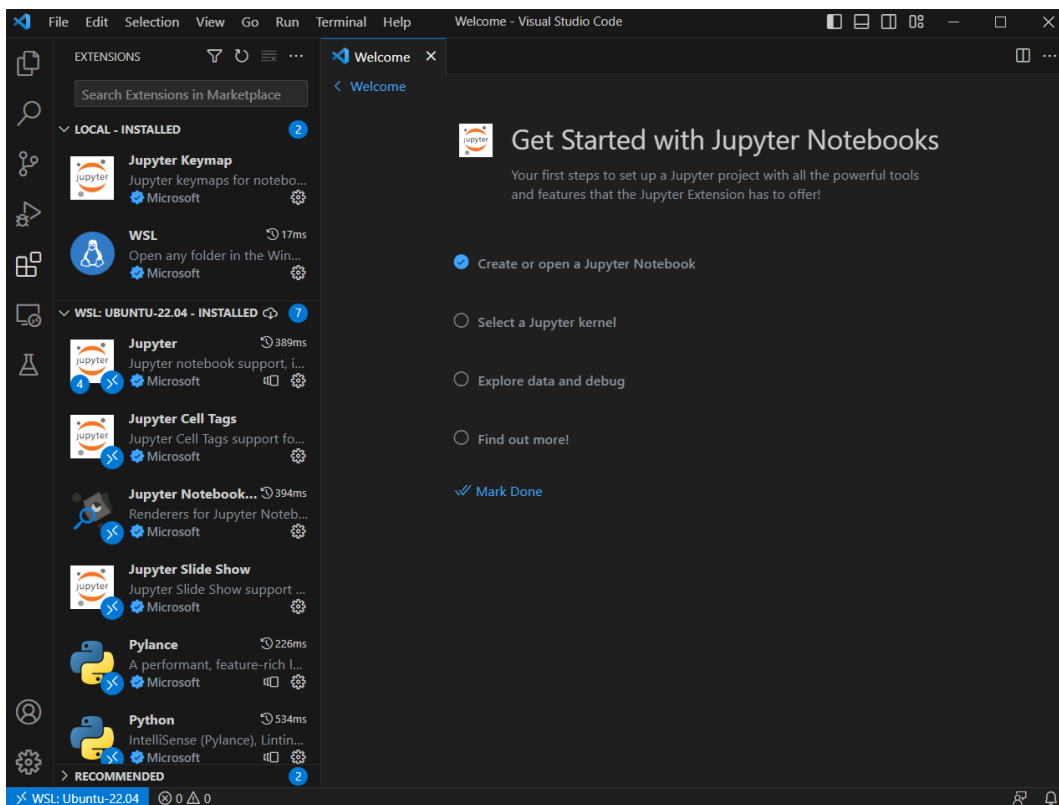 File Edit Selection View Go Run Terminal Help
Welcome - Visual Studio Code
EXTENSIONS
Search Extensions in Marketplace
LOCAL - INSTALLED 2
Jupyter Keymap
Jupyter keymaps for notebo...
Microsoft
WSL 17ms
Open any folder in the Win...
Microsoft
WSL: UBUNTU-22.04 - INSTALLED 7
Jupyter 389ms
Jupyter notebook support, i...
4 Microsoft
Jupyter Cell Tags
Jupyter Cell Tags support fo...
Microsoft
Jupyter Notebook... 394ms
Renderers for Jupyter Noteb...
Microsoft
Jupyter Slide Show
Jupyter Slide Show support ...
Microsoft
Pylance 226ms
A performant, feature-rich l...
Microsoft
Python 534ms
IntelliSense (Pylance), Lintin...
Microsoft
RECOMMENDED 2
Welcome
Welcome
jupyter
Get Started with Jupyter Notebooks
Your first steps to set up a Jupyter project with all the powerful tools
and features that the Jupyter Extension has to offer!
Create or open a Jupyter Notebook
Select a Jupyter kernel
Explore data and debug
Find out more!
Mark Done
WSL: Ubuntu-22.04 0 0